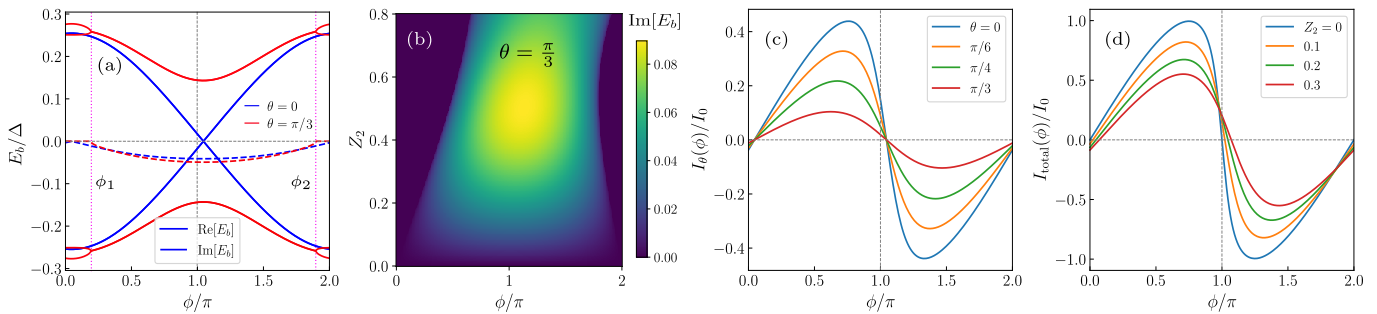 0.3
0.2
0.1
0.0
−0.1
−0.2
−0.3
E_b/Δ
(a)
θ = 0
θ = π/3
ϕ₁
ϕ₂
Re[E_b]
Im[E_b]
0.0
0.5
1.0
1.5
2.0
ϕ/π
0.8
0.6
0.4
0.2
0.0
Z₂
(b)
θ = π/3
0
1
2
ϕ/π
Im[E_b]
0.08
0.06
0.04
0.02
0.00
0.4
0.2
0.0
−0.2
−0.4
I_θ(ϕ)/I₀
(c)
θ = 0
π/6
π/4
π/3
0.0
0.5
1.0
1.5
2.0
ϕ/π
1.0
0.5
0.0
−0.5
−1.0
I_total(ϕ)/I₀
(d)
Z₂ = 0
0.1
0.2
0.3
0.0
0.5
1.0
1.5
2.0
ϕ/π